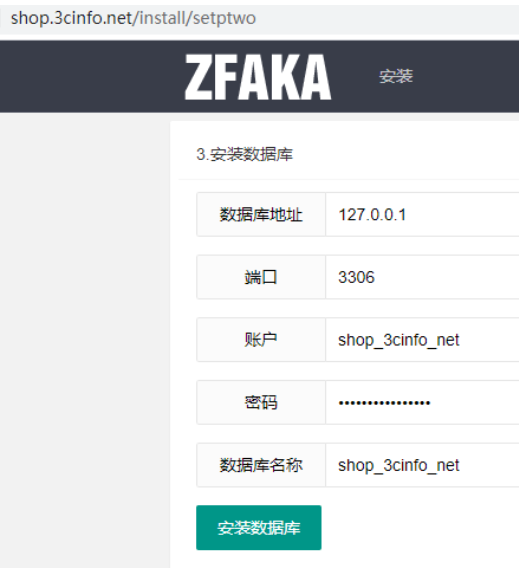 shop.3cinfo.net/install/setptwo
ZFAKA 安装
3.安装数据库
数据库地址 127.0.0.1
端口 3306
账户 shop_3cinfo_net
密码 ••••••••••••••••
数据库名称 shop_3cinfo_net
安装数据库